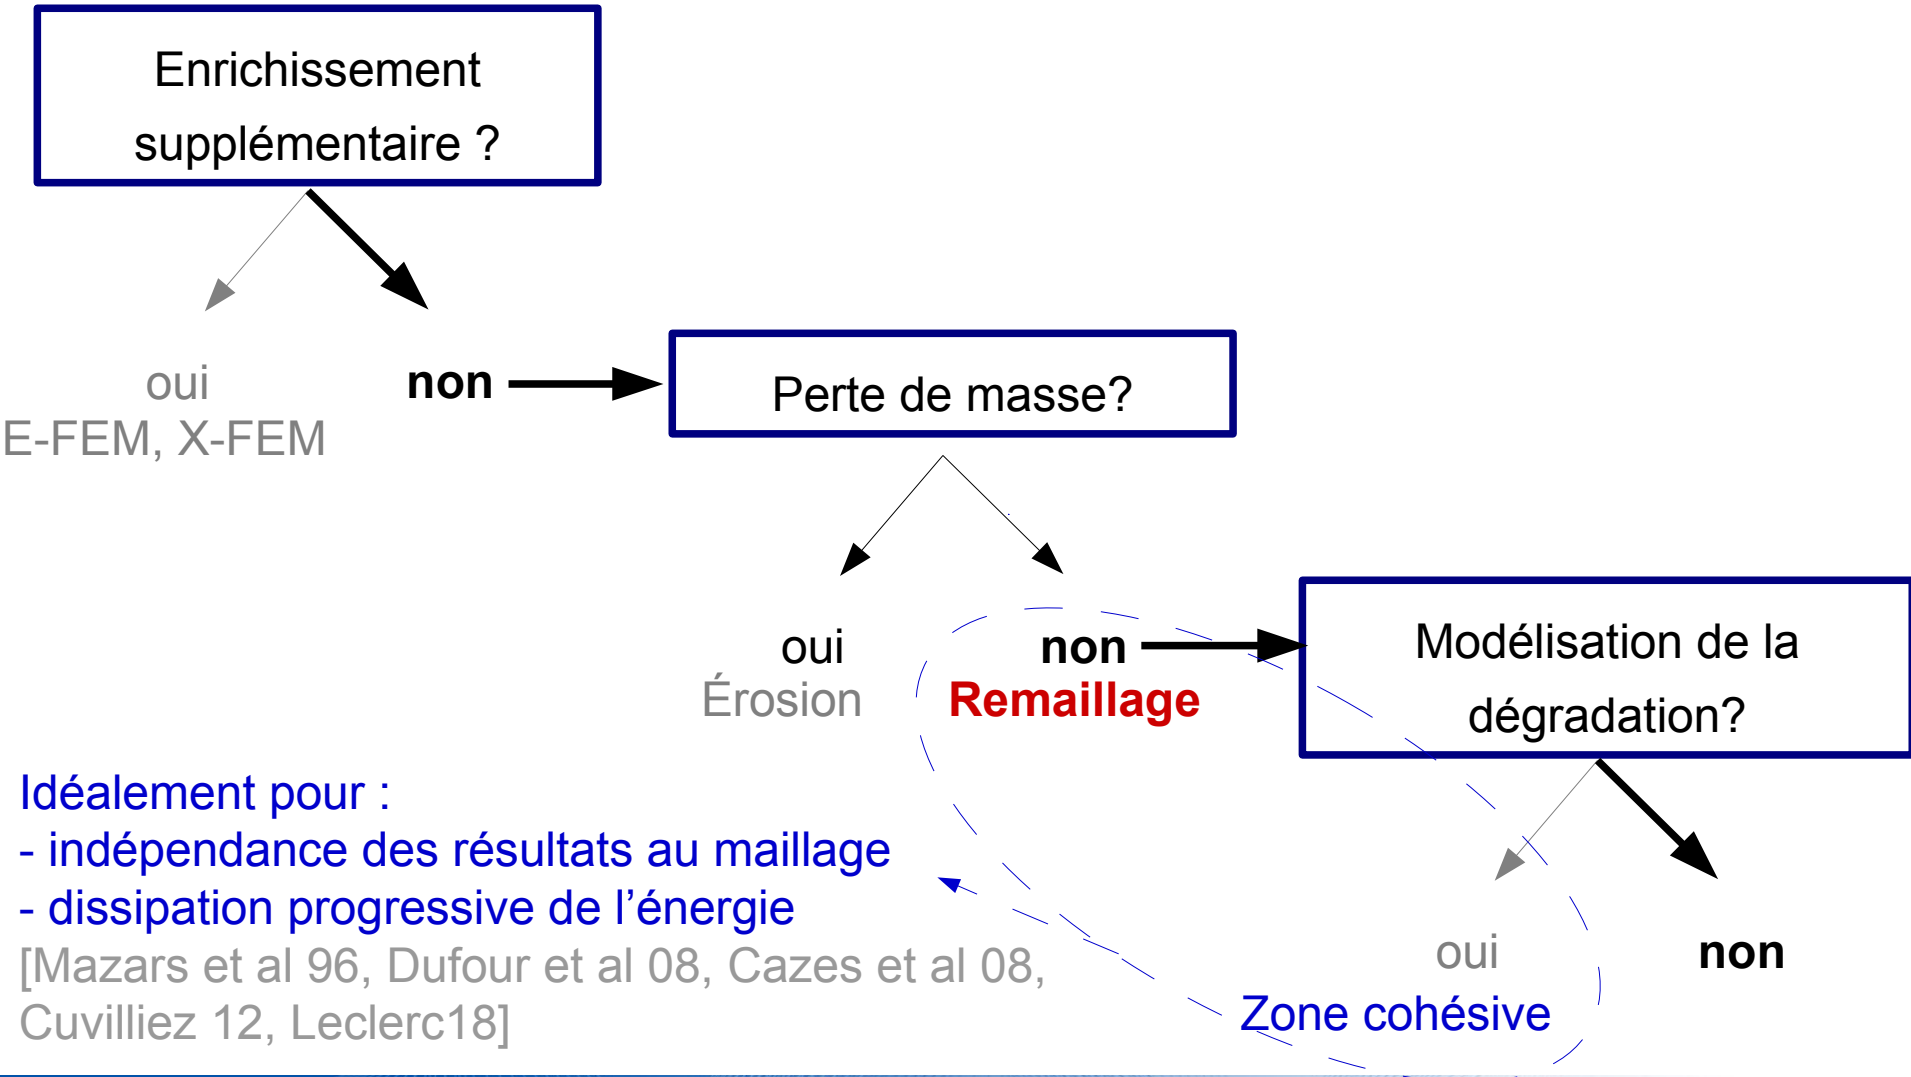 Enrichissement
supplémentaire ?
oui
non
E-FEM, X-FEM
Perte de masse?
oui
non
Érosion
Remaillage
Modélisation de la
dégradation?
oui
non
Zone cohésive
Idéalement pour :
- indépendance des résultats au maillage
- dissipation progressive de l’énergie
[Mazars et al 96, Dufour et al 08, Cazes et al 08,
Cuvilliez 12, Leclerc18]